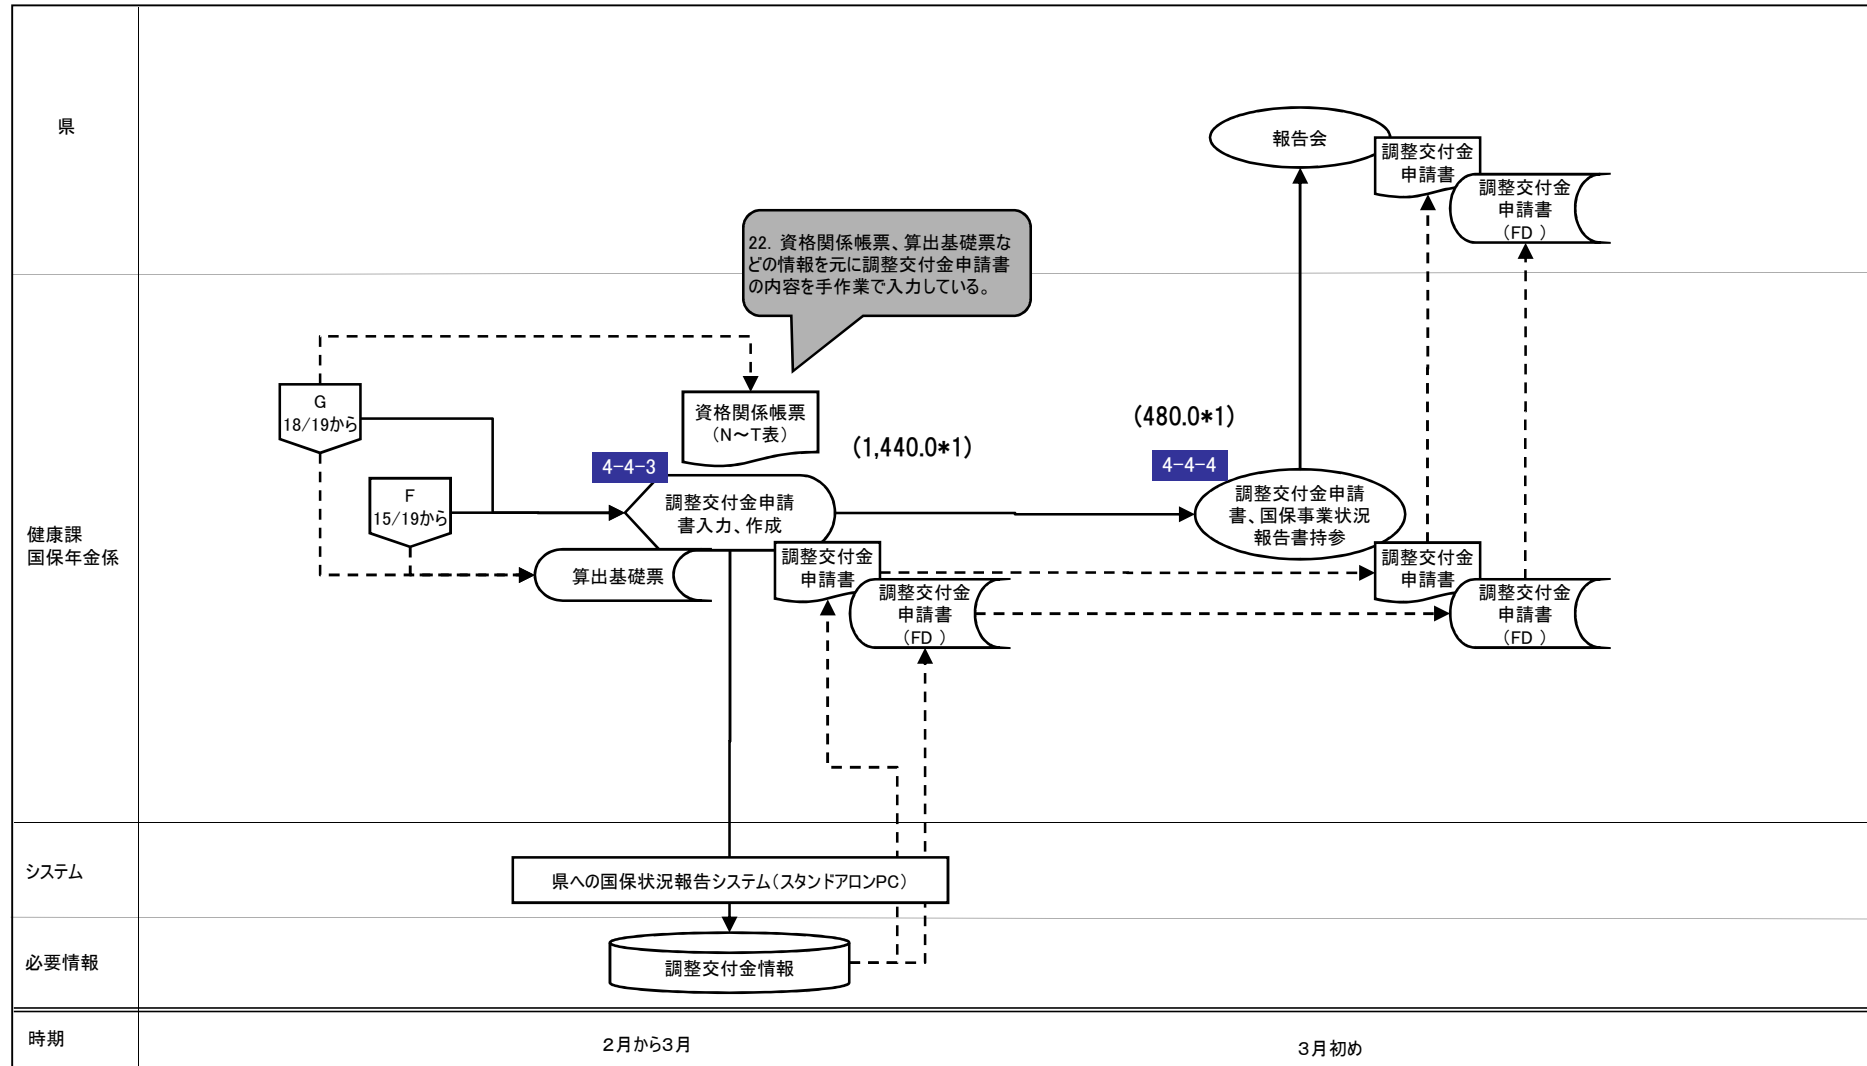 県
報告会
調整交付金
申請書
調整交付金
申請書
（FD ）
22. 資格関係帳票、算出基礎票な
どの情報を元に調整交付金申請書
の内容を手作業で入力している。
健康課
国保年金係
G
18/19から
F
15/19から
資格関係帳票
（N～T表）
(1,440.0*1)
(480.0*1)
4-4-3
調整交付金申請
書入力、作成
4-4-4
調整交付金申請
書、国保事業状況
報告書持参
算出基礎票
調整交付金
申請書
調整交付金
申請書
（FD ）
調整交付金
申請書
調整交付金
申請書
（FD ）
システム
県への国保状況報告システム（スタンドアロンPC）
必要情報
調整交付金情報
時期
２月から３月
３月初め